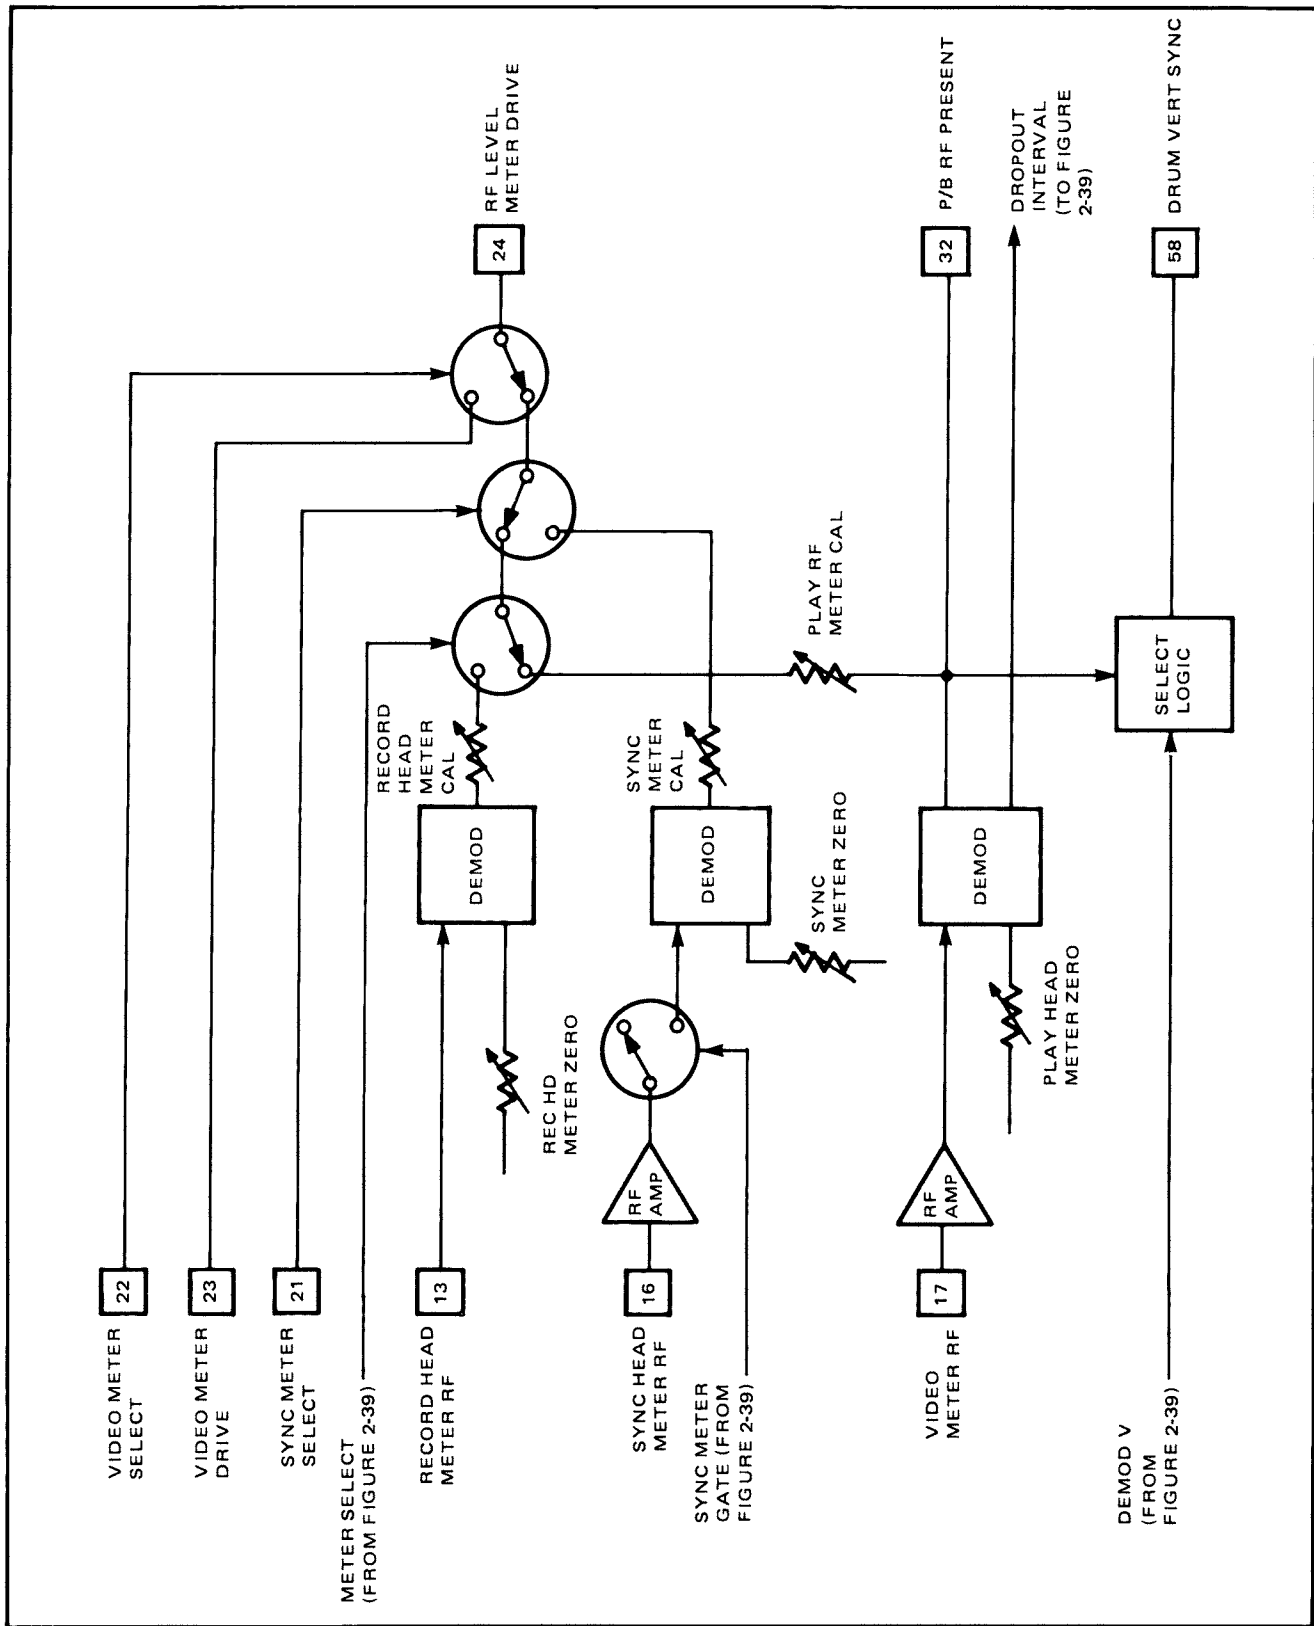 VIDEO METER
SELECT
22
VIDEO METER
DRIVE
23
SYNC METER
SELECT
21
METER SELECT
(FROM FIGURE 2-39)
RECORD HEAD
METER RF
13
REC HD
METER ZERO
DEMOD
RECORD
HEAD
METER
CAL
24
RF LEVEL
METER DRIVE
SYNC HEAD
METER RF
16
RF
AMP
SYNC METER
GATE (FROM
FIGURE 2-39)
DEMOD
SYNC
METER
CAL
SYNC
METER ZERO
PLAY RF
METER CAL
VIDEO
METER RF
17
RF
AMP
PLAY HEAD
METER ZERO
DEMOD
32
P/B RF PRESENT
DROPOUT
INTERVAL
(TO FIGURE
2-39)
DEMOD V
(FROM
FIGURE 2-39)
SELECT
LOGIC
58
DRUM VERT SYNC